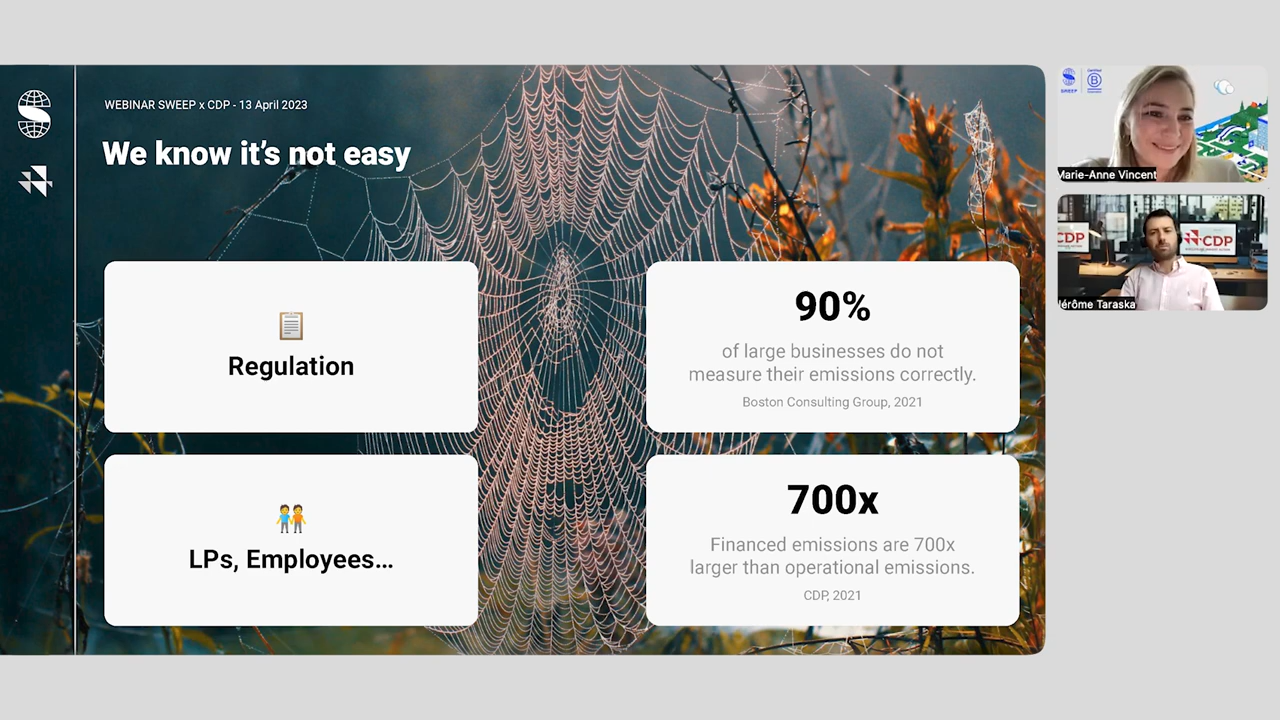 WEBINAR SWEEP x CDP - 13 April 2023
We know it's not easy
Regulation
90%
of large businesses do not
measure their emissions correctly.
Boston Consulting Group, 2021
LPs, Employees...
700x
Financed emissions are 700x
larger than operational emissions.
CDP, 2021
SWEEP
Certified
B
Marie-Anne Vincent
CDP
CDP
Jérôme Taraska